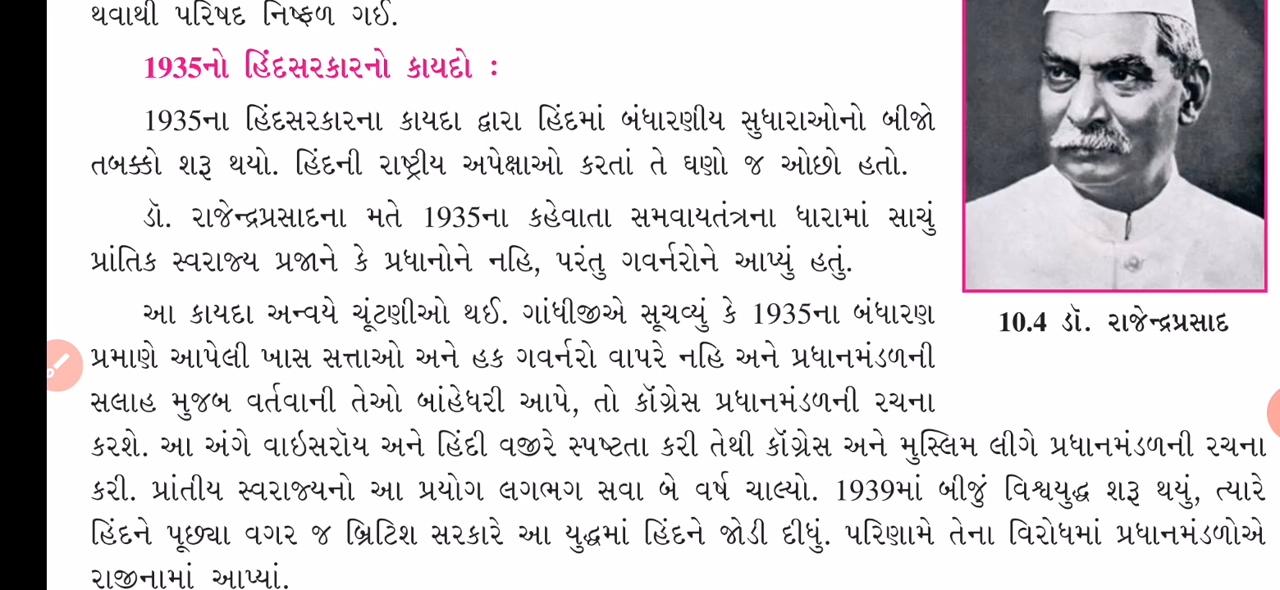 થવાથી પરિષદ નિષ્ફળ ગઈ.
1935નો હિંદસરકારનો કાયદો :
1935ના હિંદસરકારના કાયદા દ્વારા હિંદમાં બંધારણીય સુધારાઓનો બીજો
તબક્કો શરૂ થયો. હિંદની રાષ્ટ્રીય અપેક્ષાઓ કરતાં તે ઘણો જ ઓછો હતો.
ડૉ. રાજેન્દ્રપ્રસાદના મતે 1935ના કહેવાતા સમવાયતંત્રના ધારામાં સાચું
પ્રાંતિક સ્વરાજ્ય પ્રજાને કે પ્રધાનોને નહિ, પરંતુ ગવર્નરોને આપ્યું હતું.
આ કાયદા અન્વયે ચૂંટણીઓ થઈ. ગાંધીજીએ સૂચવ્યું કે 1935ના બંધારણ
પ્રમાણે આપેલી ખાસ સત્તાઓ અને હક ગવર્નરો વાપરે નહિ અને પ્રધાનમંડળની
સલાહ મુજબ વર્તવાની તેઓ બાંહેધરી આપે, તો કૉંગ્રેસ પ્રધાનમંડળની રચના
કરશે. આ અંગે વાઇસરૉય અને હિંદી વજીરે સ્પષ્ટતા કરી તેથી કૉંગ્રેસ અને મુસ્લિમ લીગે પ્રધાનમંડળની રચના
કરી. પ્રાંતીય સ્વરાજ્યનો આ પ્રયોગ લગભગ સવા બે વર્ષ ચાલ્યો. 1939માં બીજું વિશ્વયુદ્ધ શરૂ થયું, ત્યારે
હિંદને પૂછ્યા વગર જ બ્રિટિશ સરકારે આ યુદ્ધમાં હિંદને જોડી દીધું. પરિણામે તેના વિરોધમાં પ્રધાનમંડળોએ
રાજીનામાં આપ્યાં.
10.4 ડૉ. રાજેન્દ્રપ્રસાદ